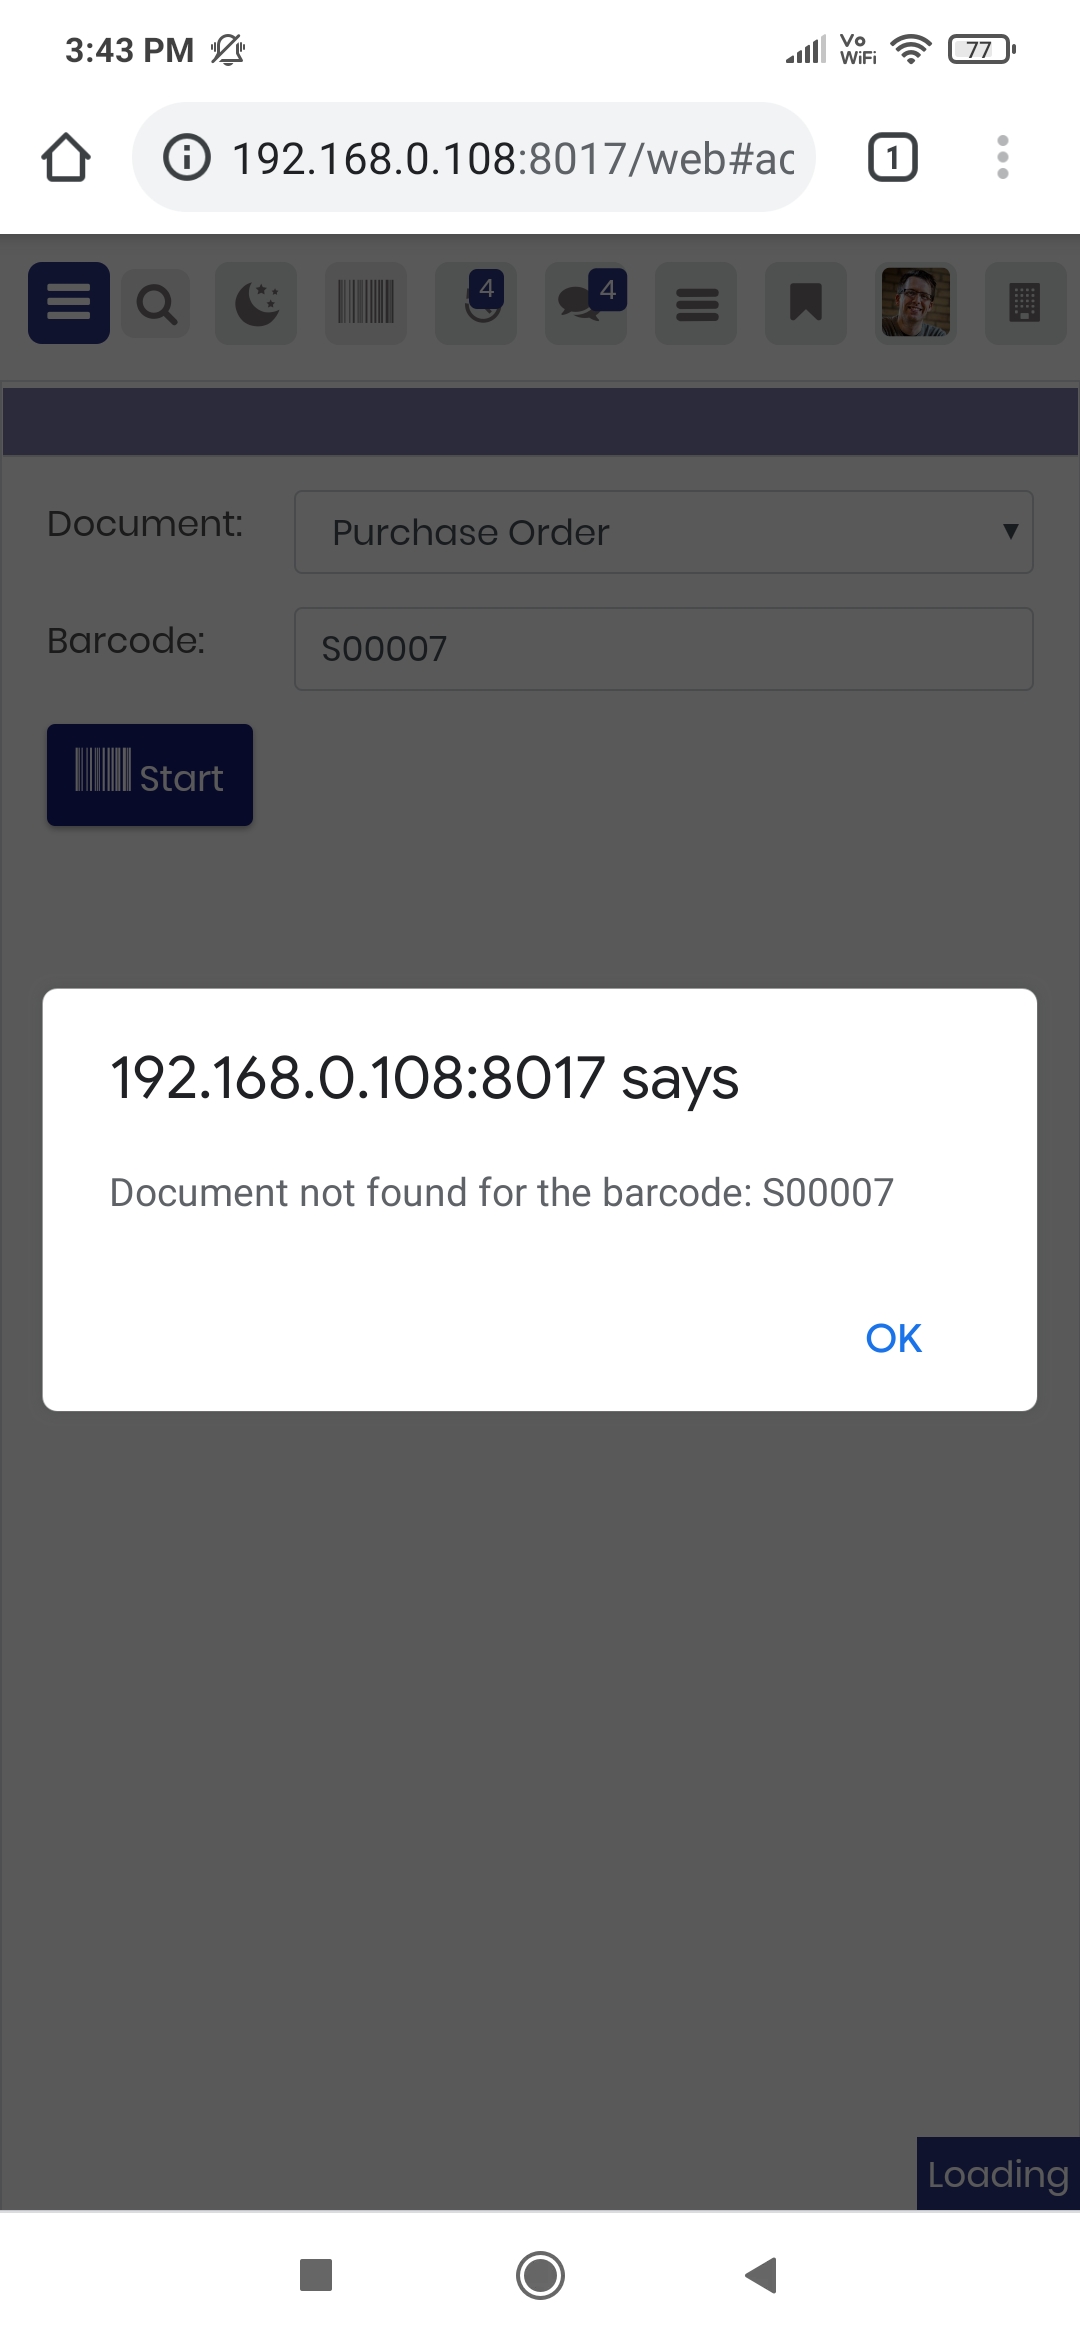 3:43 PM
Vo
WiFi
77
192.168.0.108:8017/web#ac
1
4
4
Document:
Purchase Order
Barcode:
S00007
Start
192.168.0.108:8017 says
Document not found for the barcode: S00007
OK
Loading